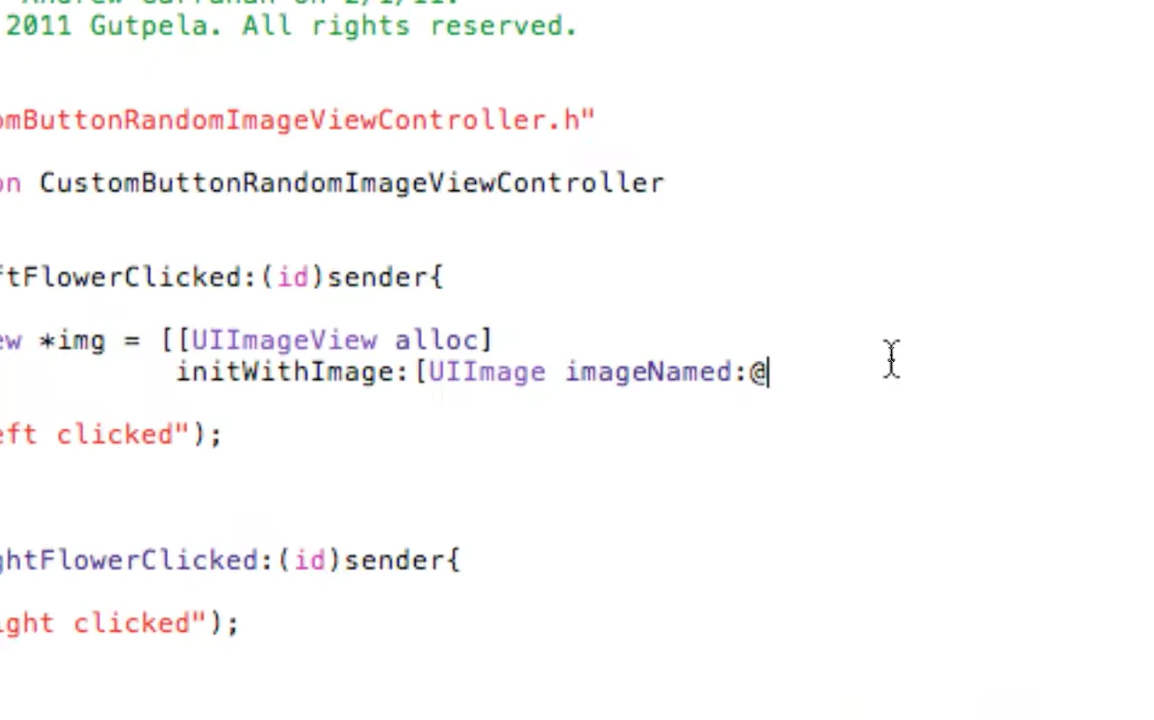 2011 Gutpela. All rights reserved.
omButtonRandomImageViewController.h"
on CustomButtonRandomImageViewController
ftFlowerClicked:(id)sender{
ew *img = [[UIImageView alloc]
initWithImage:[UIImage imageNamed:@
eft clicked");
ghtFlowerClicked:(id)sender{
ight clicked");